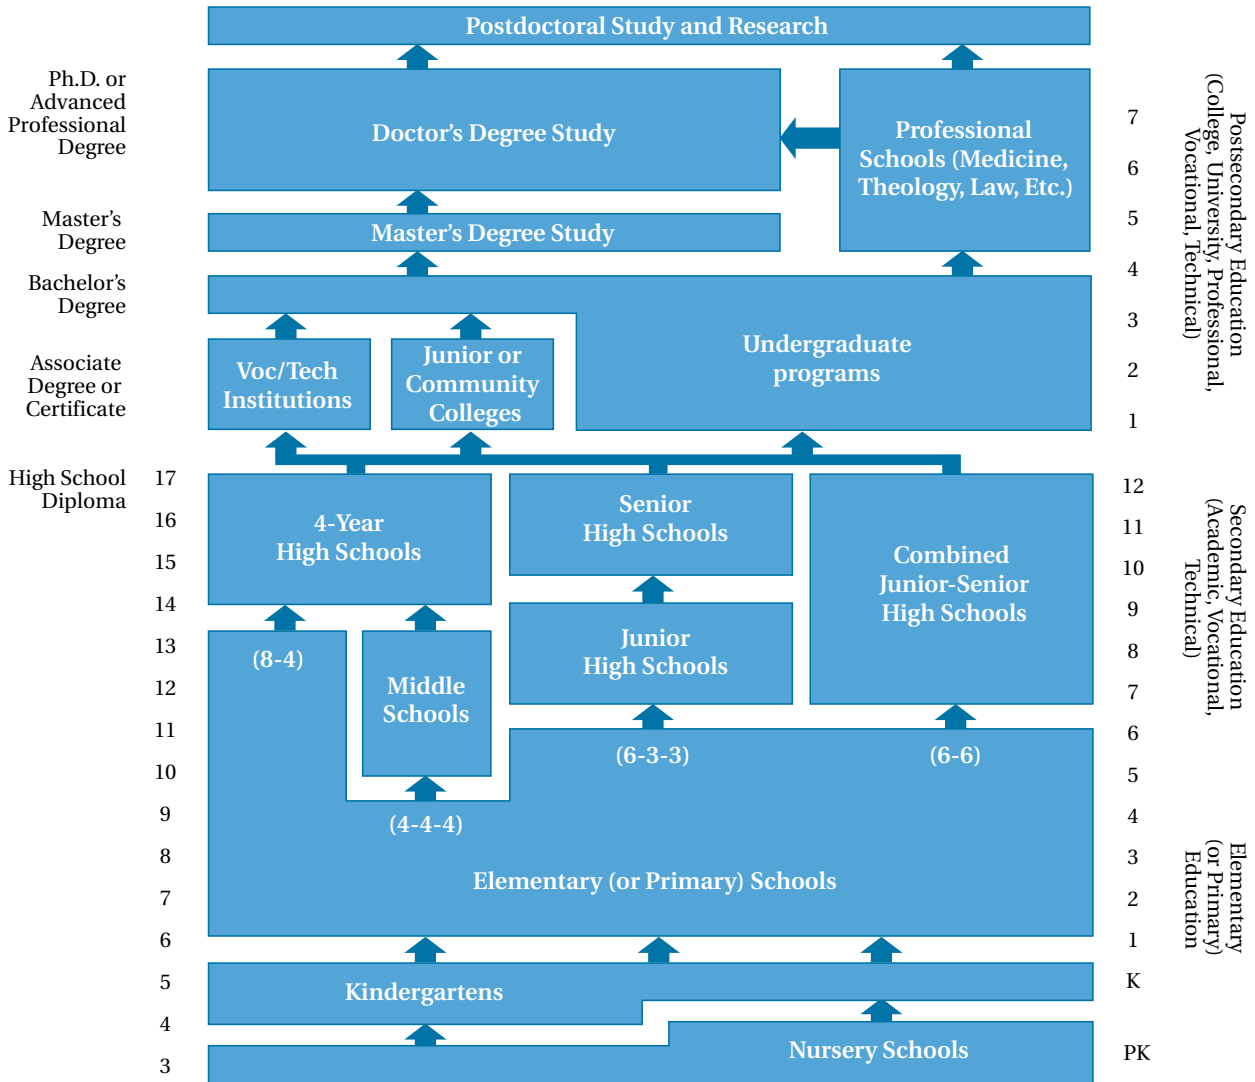 Postdoctoral Study and Research
Ph.D. or
Advanced
Professional
Degree
Doctor's Degree Study
Professional
Schools (Medicine,
Theology, Law, Etc.)
7
6
5
Master's
Degree
Master's Degree Study
Bachelor's
Degree
4
3
2
1
Undergraduate
programs
Associate
Degree or
Certificate
Voc/Tech
Institutions
Junior or
Community
Colleges
Postsecondary Education
(College, University, Professional,
Vocational, Technical)
High School
Diploma
17
16
15
14
13
12
11
10
9
8
7
6
5
4
3
4-Year
High Schools
Senior
High Schools
Combined
Junior-Senior
High Schools
Junior
High Schools
(8-4)
Middle
Schools
(6-3-3)
(6-6)
(4-4-4)
Elementary (or Primary) Schools
Kindergartens
Nursery Schools
12
11
10
9
8
7
6
5
4
3
2
1
K
PK
Secondary Education
(Academic, Vocational,
Technical)
Elementary
(or Primary)
Education